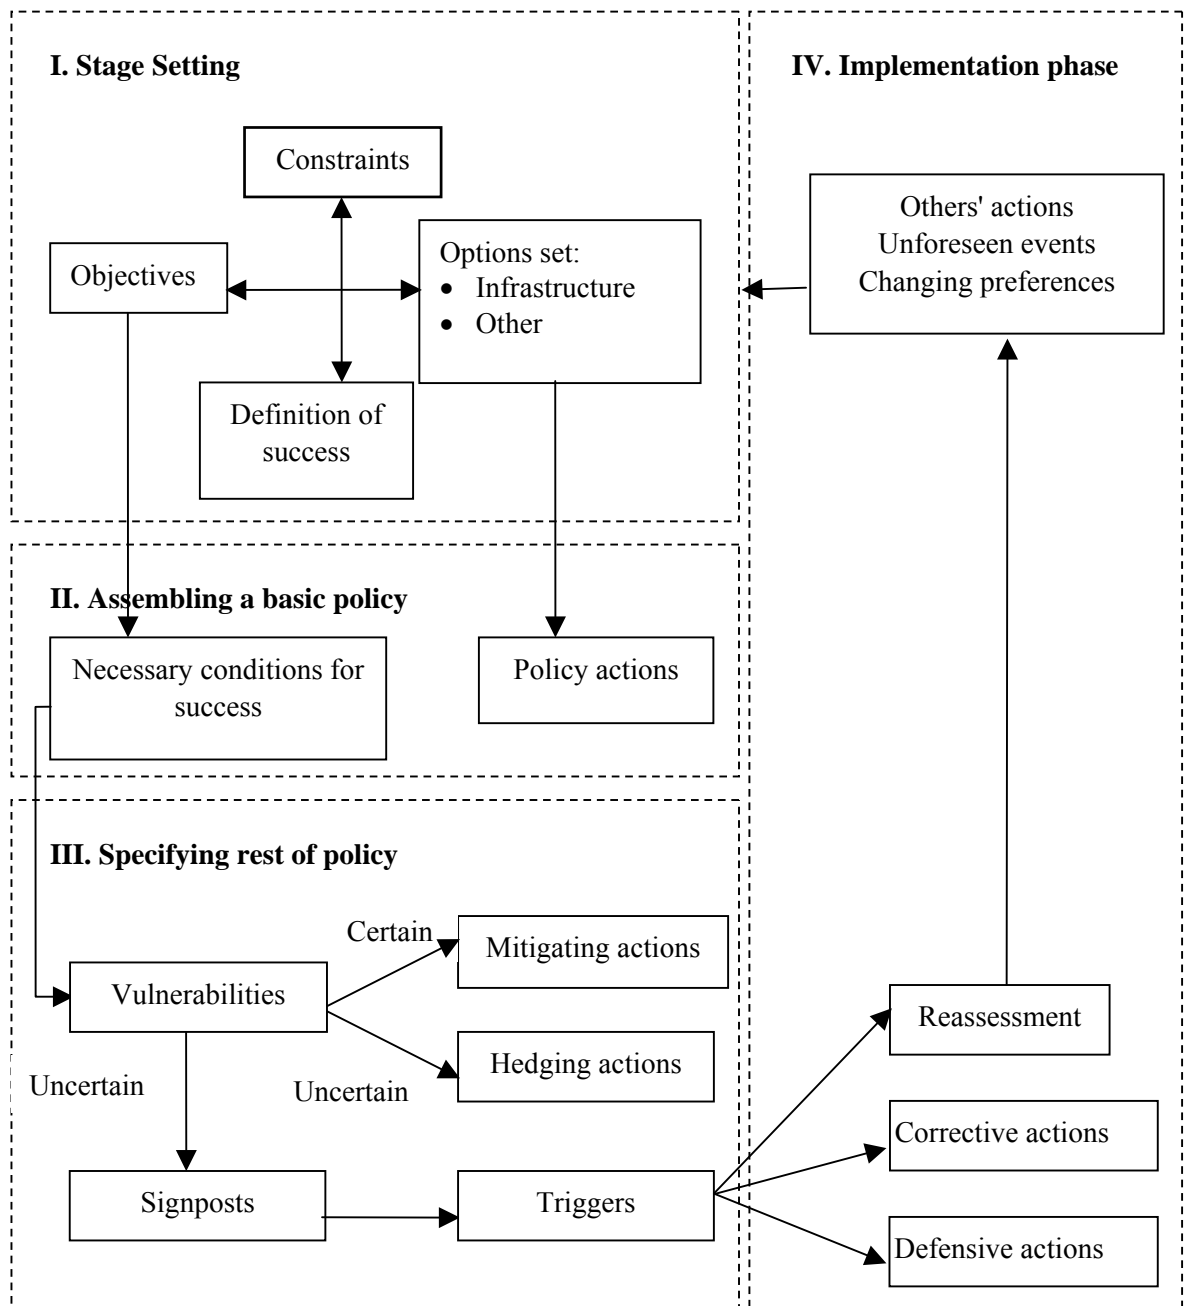 I. Stage Setting
Constraints
Objectives
Options set:
• Infrastructure
• Other
Definition of
success
II. Assembling a basic policy
Necessary conditions for
success
Policy actions
III. Specifying rest of policy
Certain
Mitigating actions
Vulnerabilities
Hedging actions
Uncertain
Uncertain
Signposts
Triggers
IV. Implementation phase
Others' actions
Unforeseen events
Changing preferences
Reassessment
Corrective actions
Defensive actions